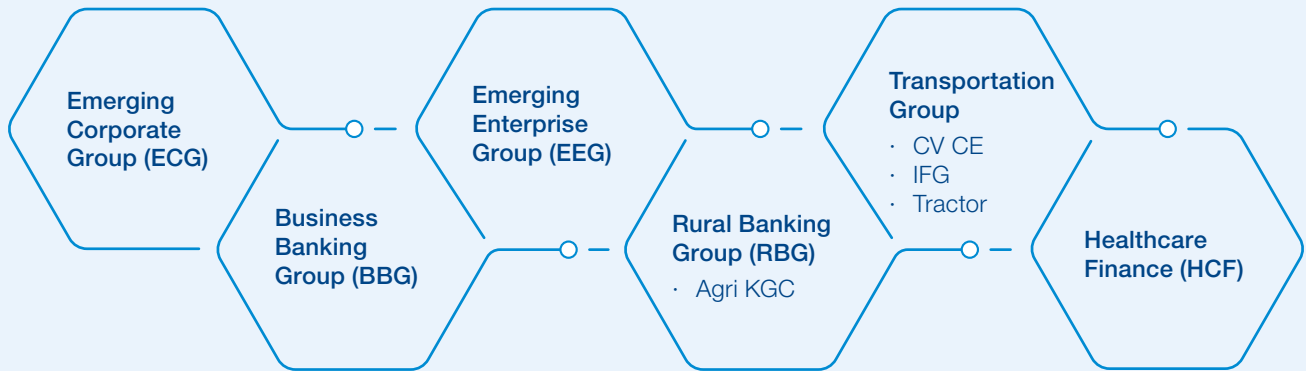 Emerging
Corporate
Group (ECG)
Business
Banking
Group (BBG)
Emerging
Enterprise
Group (EEG)
Rural Banking
Group (RBG)
· Agri KGC
Transportation
Group
· CV CE
· IFG
· Tractor
Healthcare
Finance (HCF)